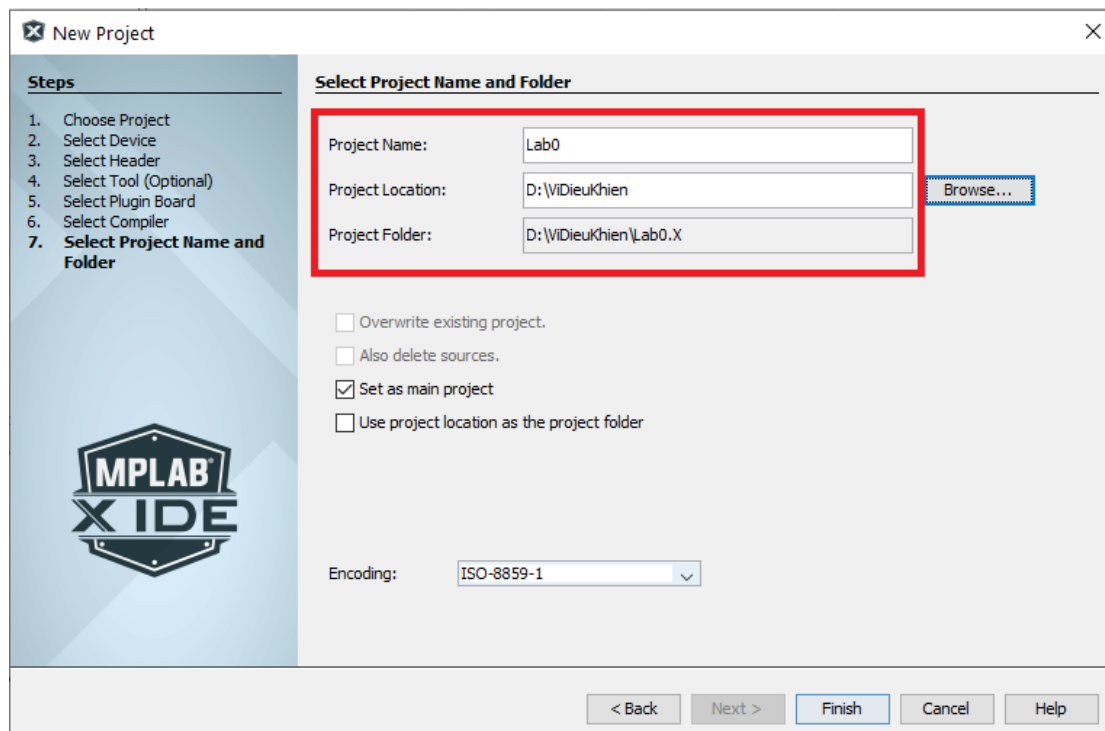 New Project
Steps
1. Choose Project
2. Select Device
3. Select Header
4. Select Tool (Optional)
5. Select Plugin Board
6. Select Compiler
7. Select Project Name and
Folder
MPLAB®
X IDE
Select Project Name and Folder
Project Name: Lab0
Project Location: D:\ViDieuKhien Browse...
Project Folder: D:\ViDieuKhien\Lab0.X
Overwrite existing project.
Also delete sources.
Set as main project
Use project location as the project folder
Encoding: ISO-8859-1
< Back Next > Finish Cancel Help